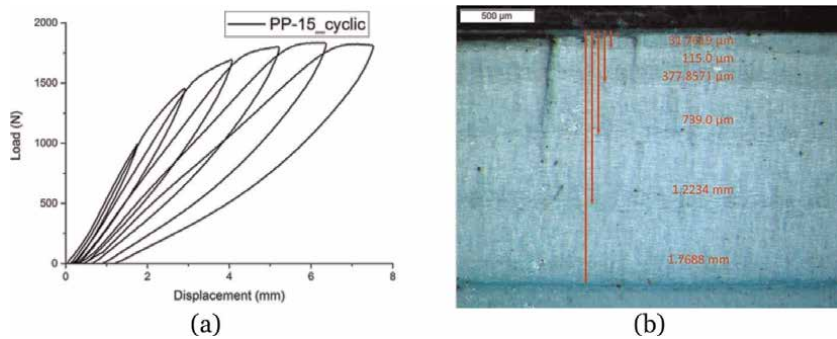 PP-15_cyclic
2000
1500
1000
500
0
Load (N)
0 2 4 6 8
Displacement (mm)
(a)
500 µm
115.0 µm
377.8571 µm
739.0 µm
1.2234 mm
1.7688 mm
(b)